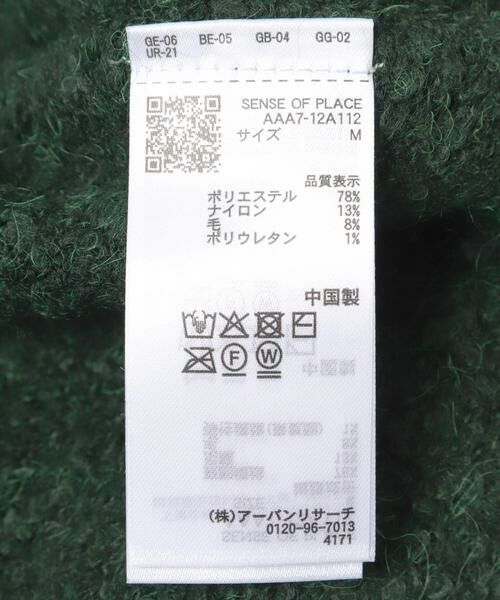 GE-06 BE-05 GB-04 GG-02
UR-21
SENSE OF PLACE
AAA7-12A112
サイズ M
品質表示
ポリエステル 78%
ナイロン 13%
毛 8%
ポリウレタン 1%
中国製
F W
(株)アーバンリサーチ
0120-96-7013
4171